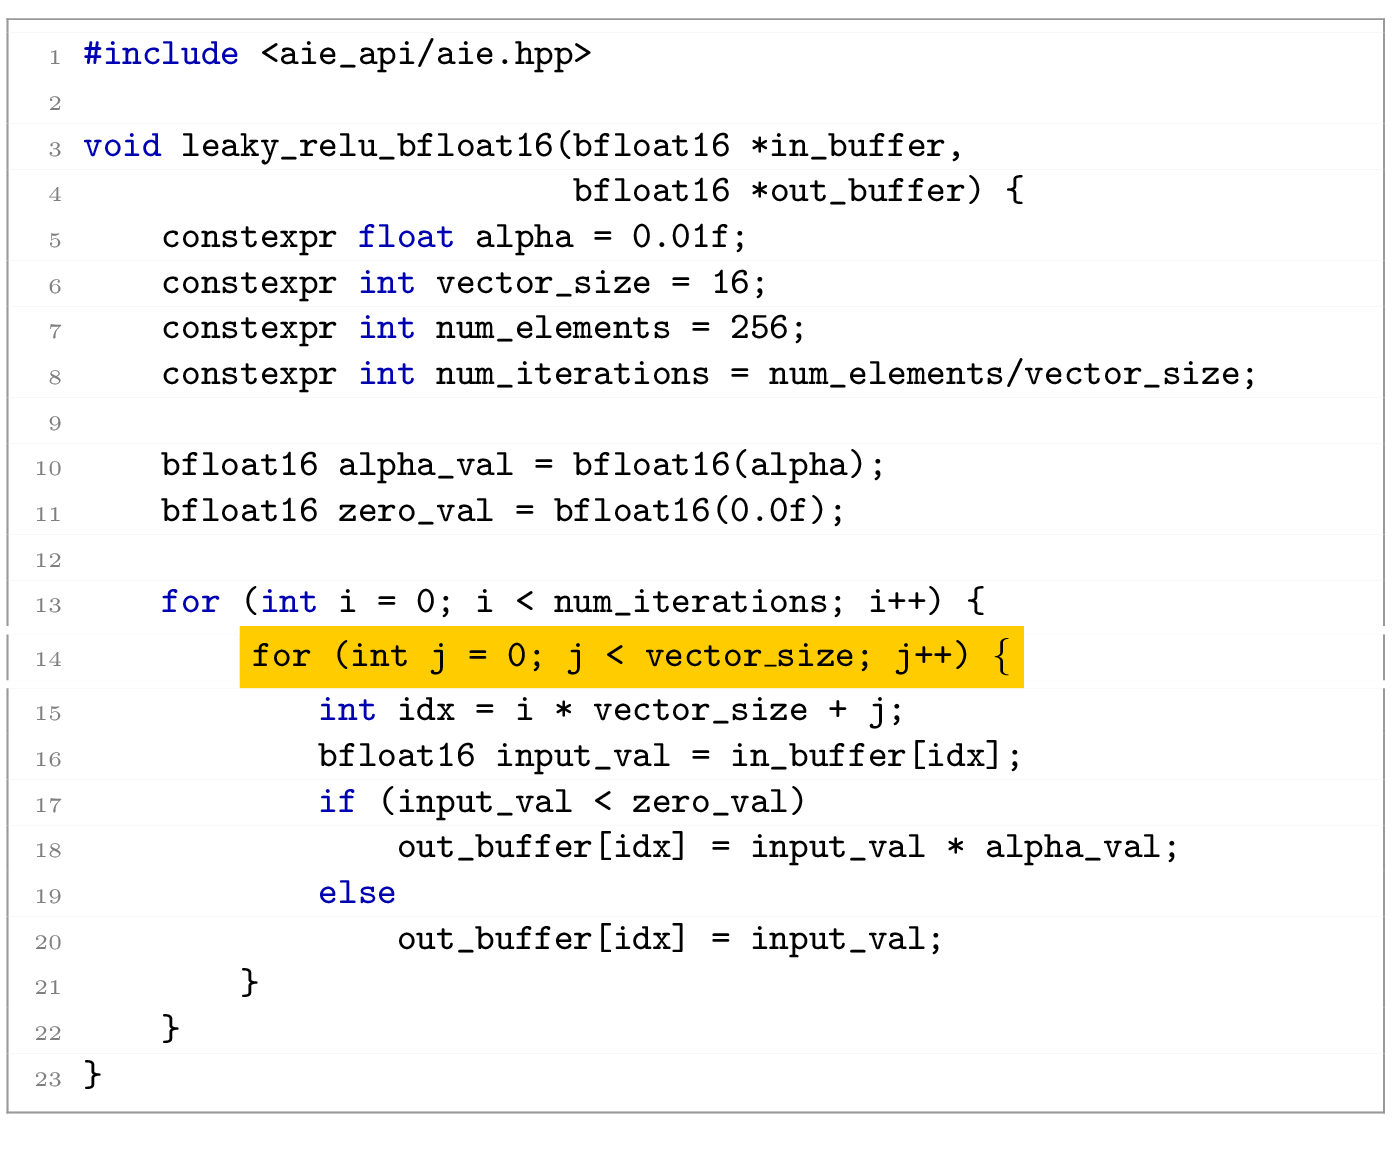 1 #include <aie_api/aie.hpp>
2
3 void leaky_relu_bfloat16(bfloat16 *in_buffer,
4                          bfloat16 *out_buffer) {
5     constexpr float alpha = 0.01f;
6     constexpr int vector_size = 16;
7     constexpr int num_elements = 256;
8     constexpr int num_iterations = num_elements/vector_size;
9
10     bfloat16 alpha_val = bfloat16(alpha);
11     bfloat16 zero_val = bfloat16(0.0f);
12
13     for (int i = 0; i < num_iterations; i++) {
14         for (int j = 0; j < vector_size; j++) {
15             int idx = i * vector_size + j;
16             bfloat16 input_val = in_buffer[idx];
17             if (input_val < zero_val)
18                 out_buffer[idx] = input_val * alpha_val;
19             else
20                 out_buffer[idx] = input_val;
21         }
22     }
23 }